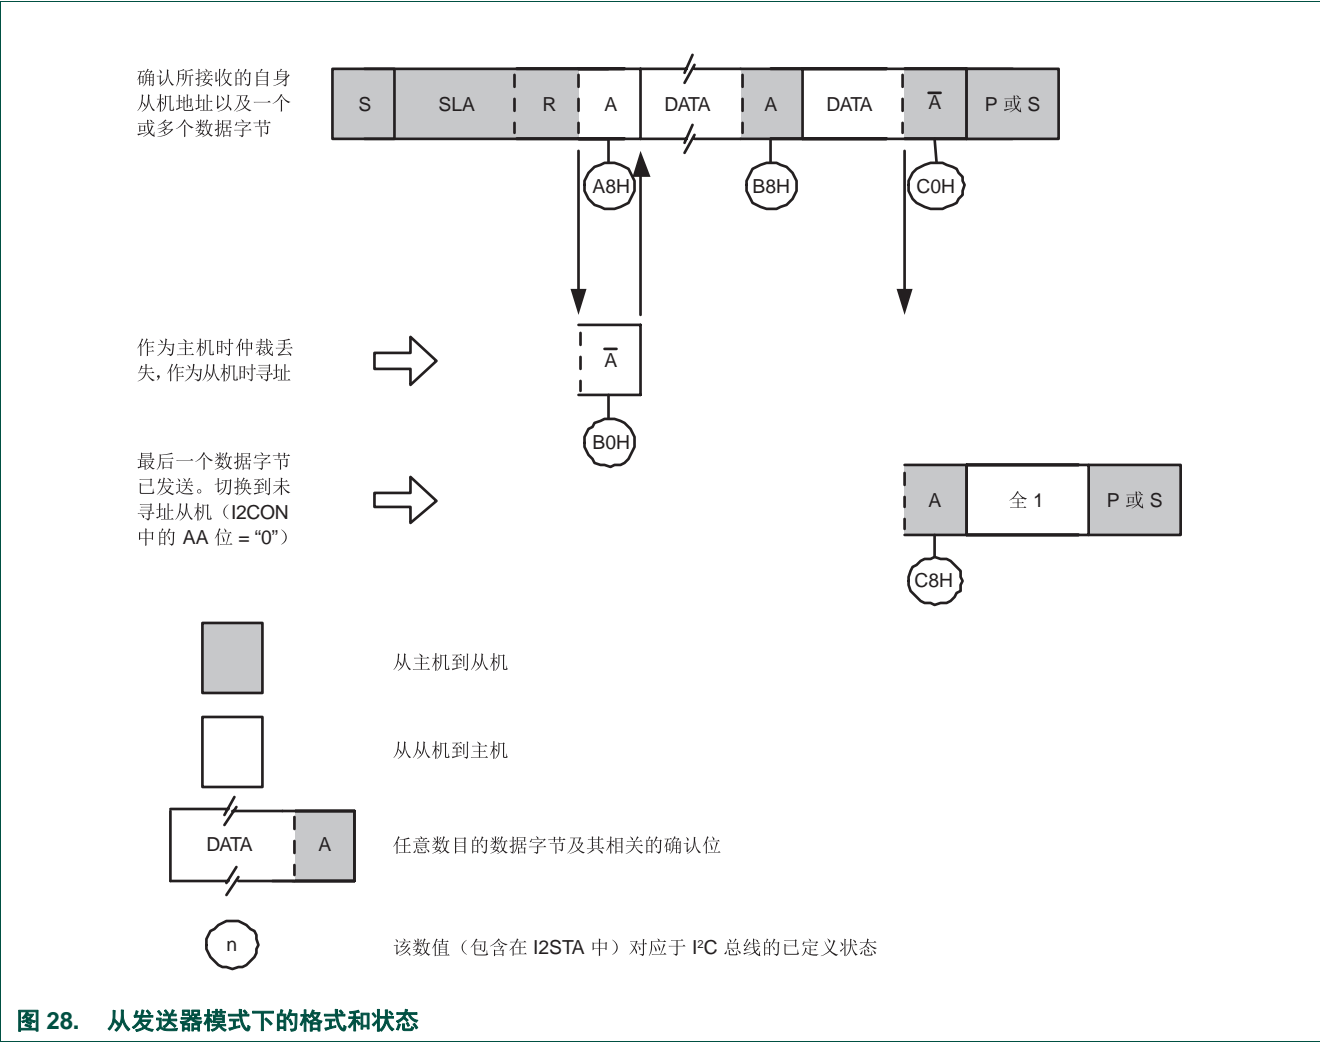 确认所接收的自身
从机地址以及一个
或多个数据字节
S SLA R A DATA A DATA A̅ P 或 S
A8H B8H C0H
作为主机时仲裁丢
失，作为从机时寻址
A̅
B0H
最后一个数据字节
已发送。切换到未
寻址从机（I2CON
中的 AA 位 = “0”）
A 全 1 P 或 S
C8H
从主机到从机
从从机到主机
DATA A
任意数目的数据字节及其相关的确认位
n
该数值（包含在 I2STA 中）对应于 I²C 总线的已定义状态
图 28. 从发送器模式下的格式和状态